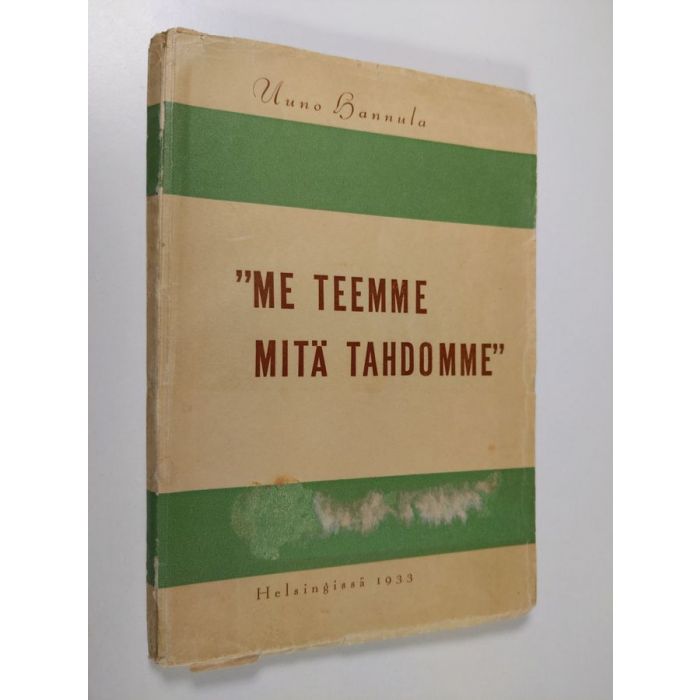 Uuno Hannula
”ME TEEMME
MITÄ TAHDOMME”
Helsingissä 1933